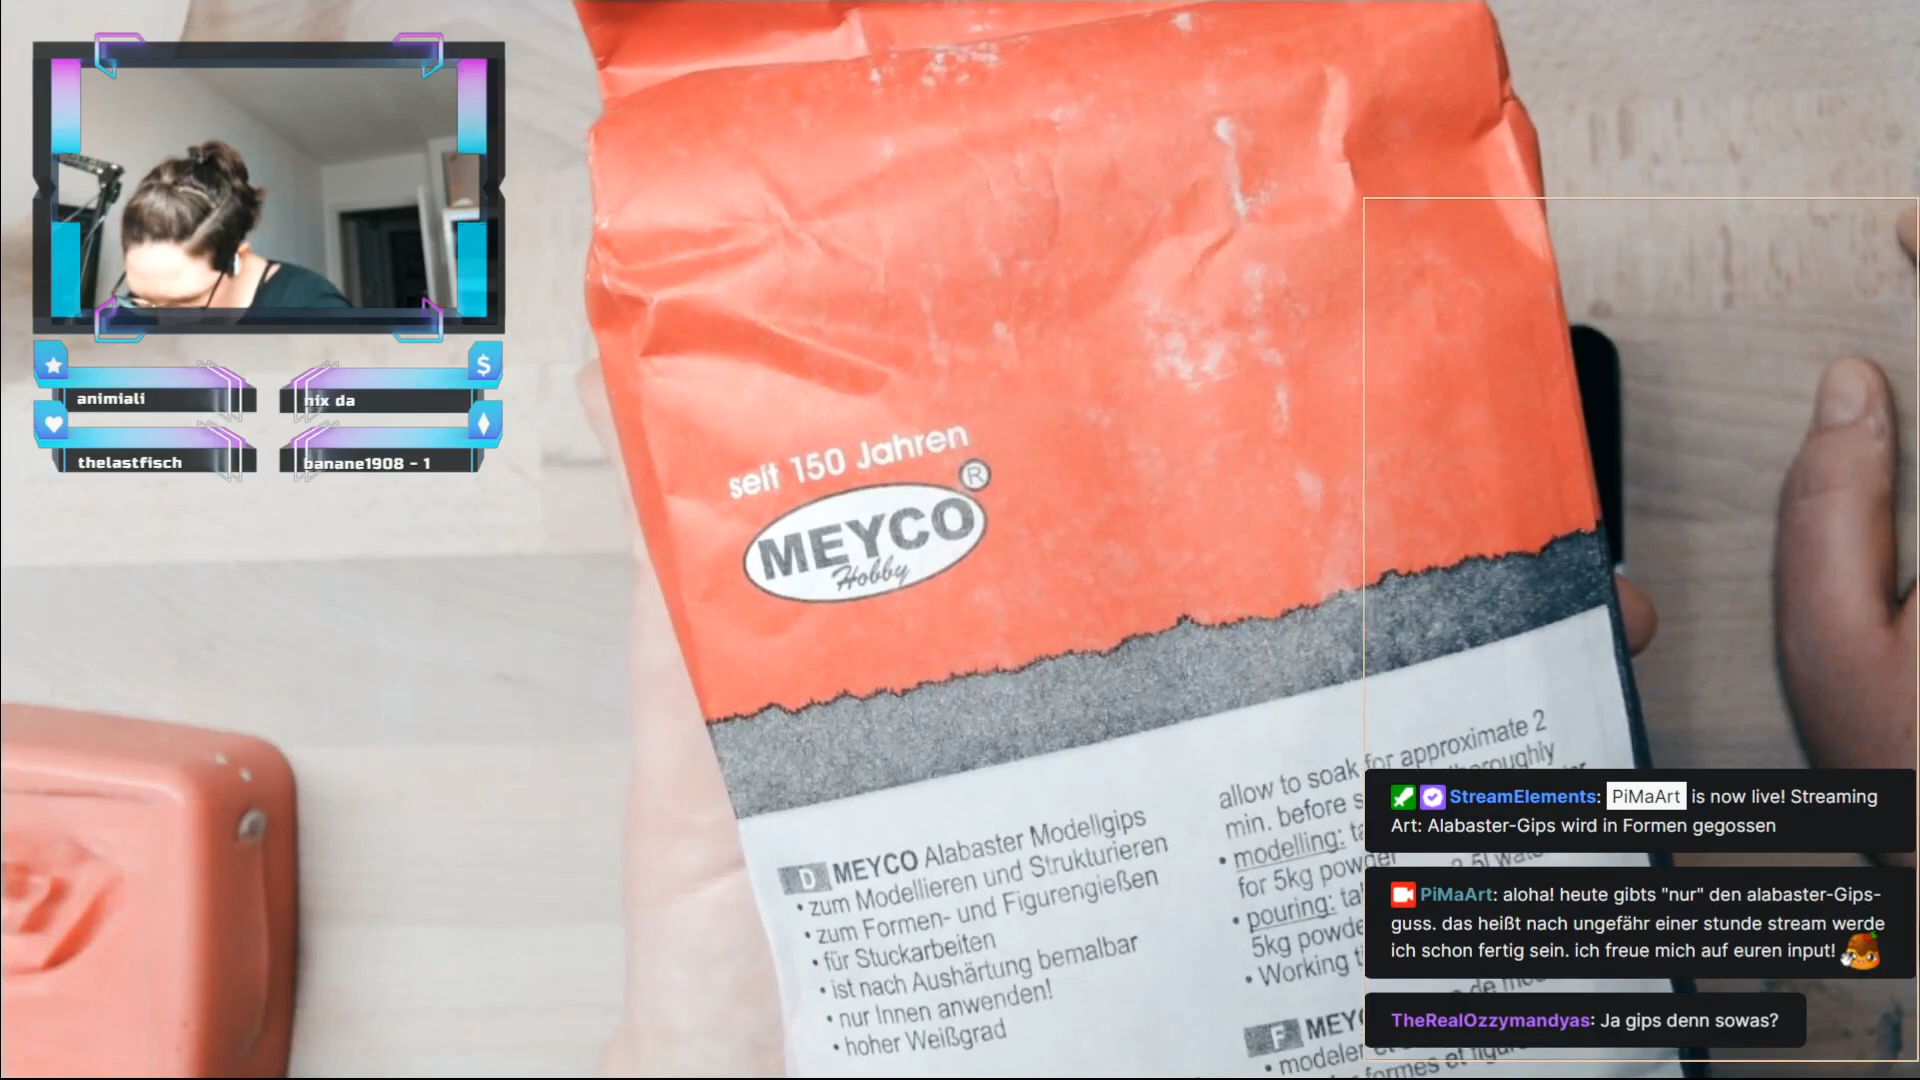 animiali
nix da
thelastfisch
banane1908 - 1
$
seit 150 Jahren
MEYCO®
Hobby
D MEYCO Alabaster Modellgips
• zum Modellieren und Strukturieren
• zum Formen- und Figurengießen
• für Stuckarbeiten
• ist nach Aushärtung bemalbar
• nur Innen anwenden!
• hoher Weißgrad
allow to soak for approximate 2
min. before
• modelling:
for 5kg powder
• pouring:
5kg
• Working
F
• modeler
formes et
StreamElements: PiMaArt is now live! Streaming
Art: Alabaster-Gips wird in Formen gegossen
PiMaArt: aloha! heute gibts "nur" den alabaster-Gips-
guss. das heißt nach ungefähr einer stunde stream werde
ich schon fertig sein. ich freue mich auf euren input!
TheRealOzzymandyas: Ja gips denn sowas?